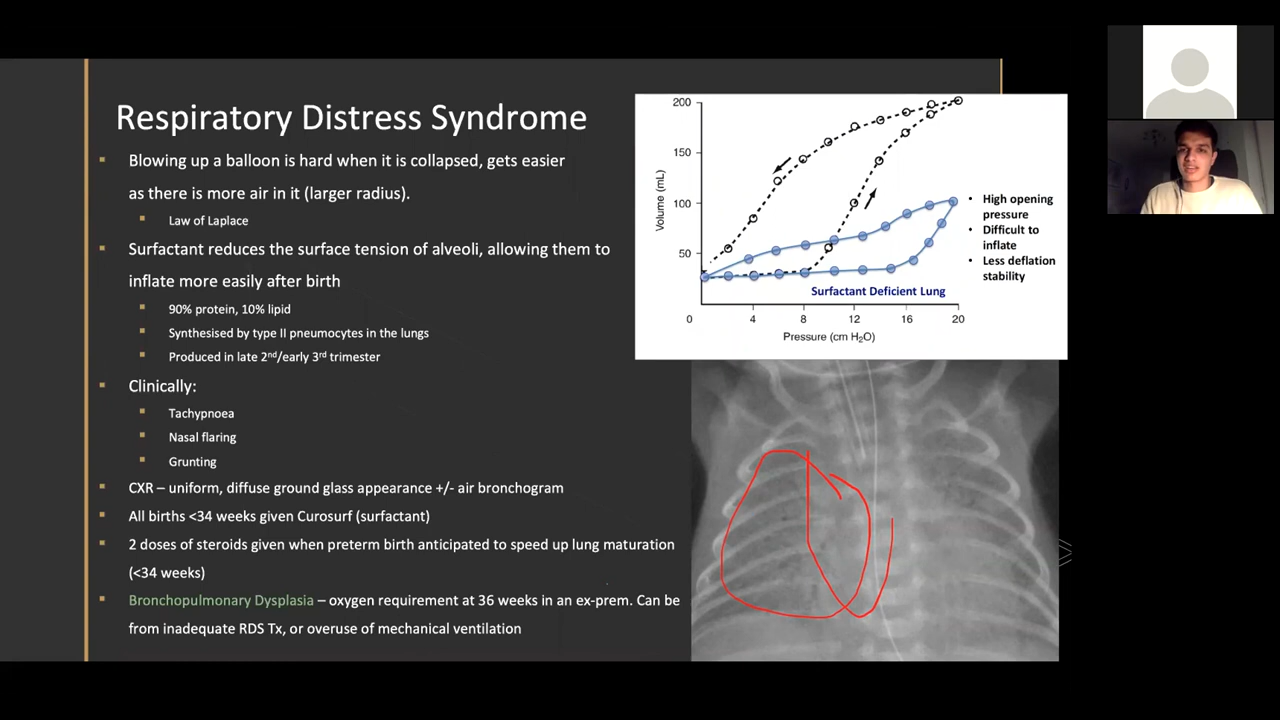 Respiratory Distress Syndrome
Blowing up a balloon is hard when it is collapsed, gets easier
as there is more air in it (larger radius).
Law of Laplace
Surfactant reduces the surface tension of alveoli, allowing them to
inflate more easily after birth
90% protein, 10% lipid
Synthesised by type II pneumocytes in the lungs
Produced in late 2nd/early 3rd trimester
Clinically:
Tachypnoea
Nasal flaring
Grunting
CXR – uniform, diffuse ground glass appearance +/- air bronchogram
All births <34 weeks given Curosurf (surfactant)
2 doses of steroids given when preterm birth anticipated to speed up lung maturation
(<34 weeks)
Bronchopulmonary Dysplasia – oxygen requirement at 36 weeks in an ex-prem. Can be
from inadequate RDS Tx, or overuse of mechanical ventilation
200
150
100
50
Volume (mL)
0 4 8 12 16 20
Pressure (cm H₂O)
Surfactant Deficient Lung
• High opening
pressure
• Difficult to
inflate
• Less deflation
stability